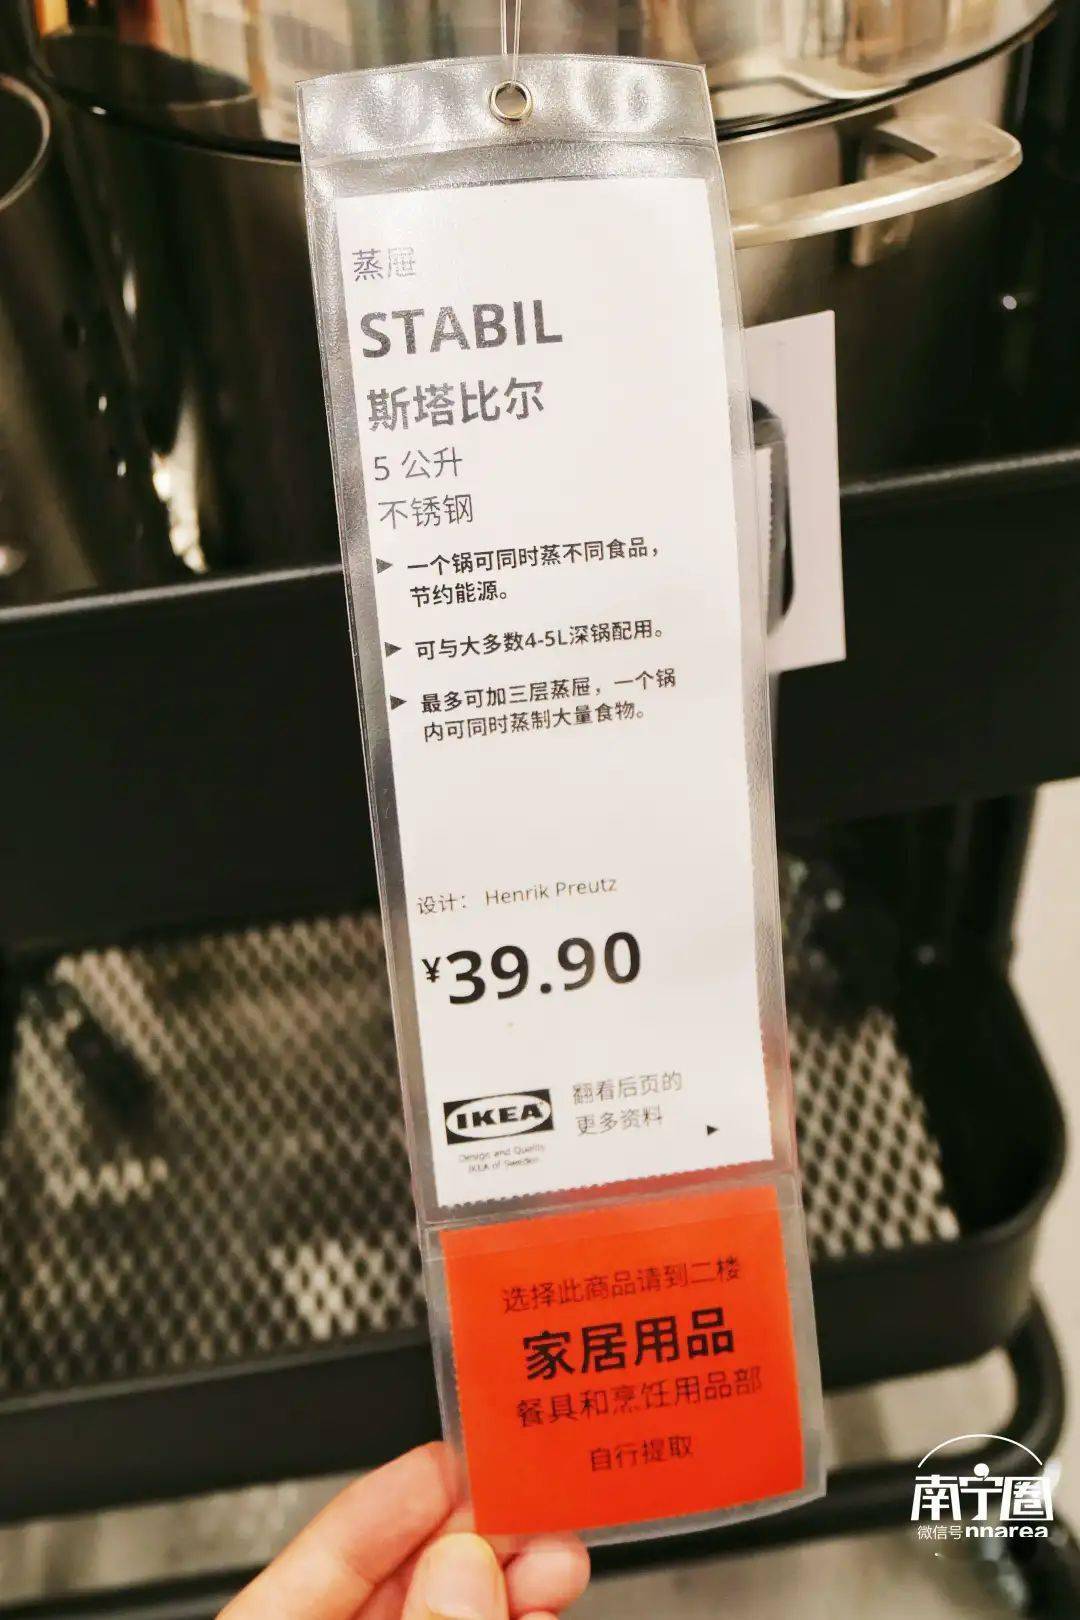 蒸屉
STABIL
斯塔比尔
5 公升
不锈钢
▶ 一个锅可同时蒸不同食品，
节约能源。
▶ 可与大多数4-5L深锅配用。
▶ 最多可加三层蒸屉，一个锅
内可同时蒸制大量食物。
设计： Henrik Preutz
¥39.90
IKEA
Design and Quality
IKEA of Sweden
翻看后页的
更多资料 ▶
选择此商品请到二楼
家居用品
餐具和烹饪用品部
自行提取
南宁圈
微信号nnarea